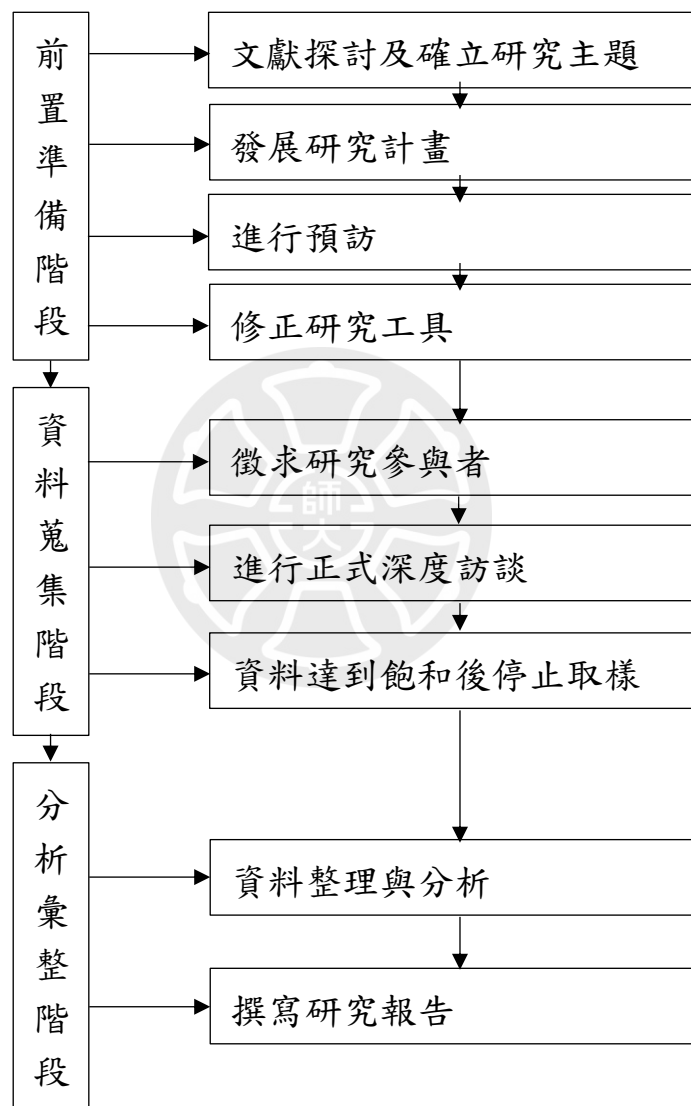 前置準備階段
文獻探討及確立研究主題
發展研究計畫
進行預訪
修正研究工具
資料蒐集階段
徵求研究參與者
進行正式深度訪談
資料達到飽和後停止取樣
分析彙整階段
資料整理與分析
撰寫研究報告
師大